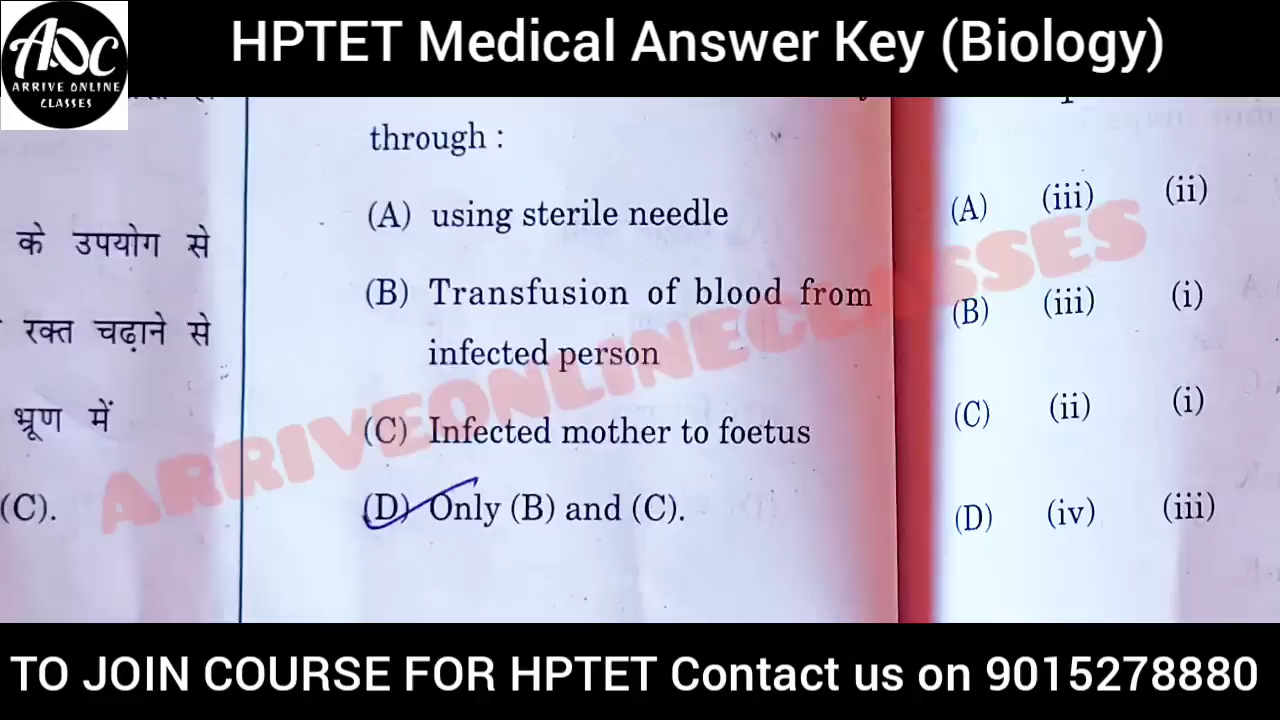 HPTET Medical Answer Key (Biology)
ARRIVE ONLINE
CLASSES
के उपयोग से
रक्त चढ़ाने से
भ्रूण में
(C).
through :
(A) using sterile needle
(B) Transfusion of blood from
infected person
(C) Infected mother to foetus
(D) Only (B) and (C).
(A) (iii) (ii)
(B) (iii) (i)
(C) (ii) (i)
(D) (iv) (iii)
ARRIVEONLINECLASSES
TO JOIN COURSE FOR HPTET Contact us on 9015278880